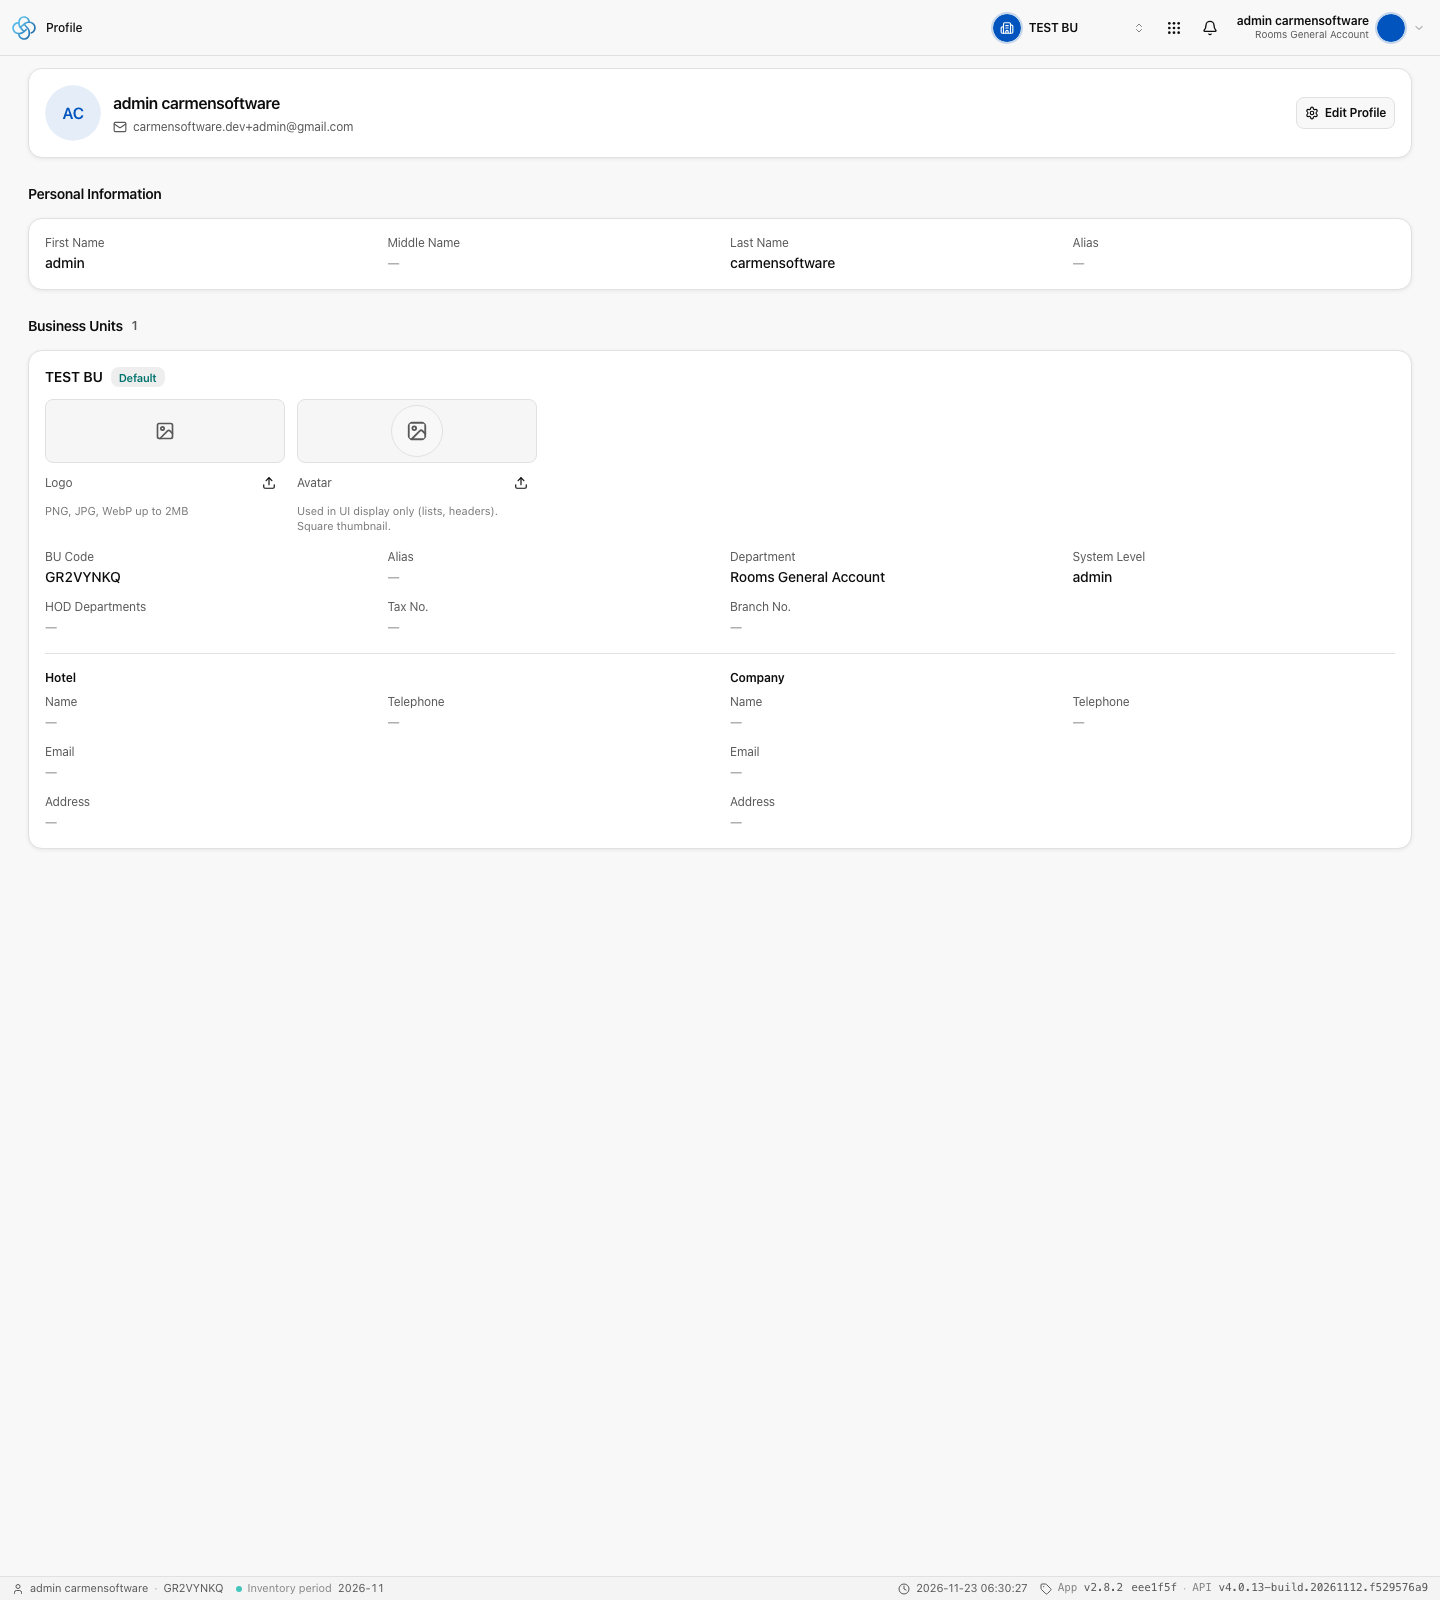 Profile
TEST BU
admin carmensoftware
Rooms General Account
AC
admin carmensoftware
carmensoftware.dev+admin@gmail.com
Edit Profile
Personal Information
First Name Middle Name Last Name Alias
admin — carmensoftware —
Business Units 1
TEST BU Default
Logo Avatar
PNG, JPG, WebP up to 2MB
Used in UI display only (lists, headers).
Square thumbnail.
BU Code Alias Department System Level
GR2VYNKQ — Rooms General Account admin
HOD Departments Tax No. Branch No.
— — —
Hotel Company
Name Telephone Name Telephone
— — — —
Email Email
— —
Address Address
— —
admin carmensoftware · GR2VYNKQ Inventory period 2026-11 2026-11-23 06:30:27 App v2.8.2 eee1f5f · API v4.0.13-build.20261112.f529576a9